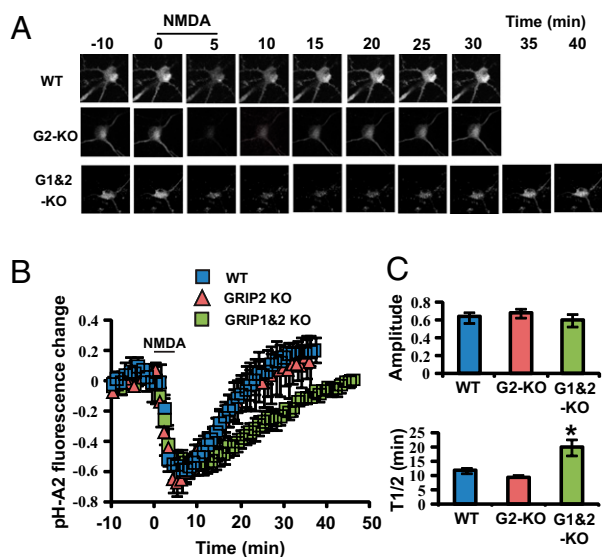 A
NMDA
Time (min)
-10 0 5 10 15 20 25 30 35 40
WT
G2-KO
G1&2
-KO
B
WT
GRIP2 KO
GRIP1&2 KO
pH-A2 fluorescence change
NMDA
0.4
0.2
0
-0.2
-0.4
-0.6
-0.8
-10 0 10 20 30 40 50
Time (min)
C
Amplitude
0.8
0.6
0.4
0.2
0
WT G2-KO G1&2
-KO
T1/2 (min)
25
20
15
10
5
0
*
WT G2-KO G1&2
-KO